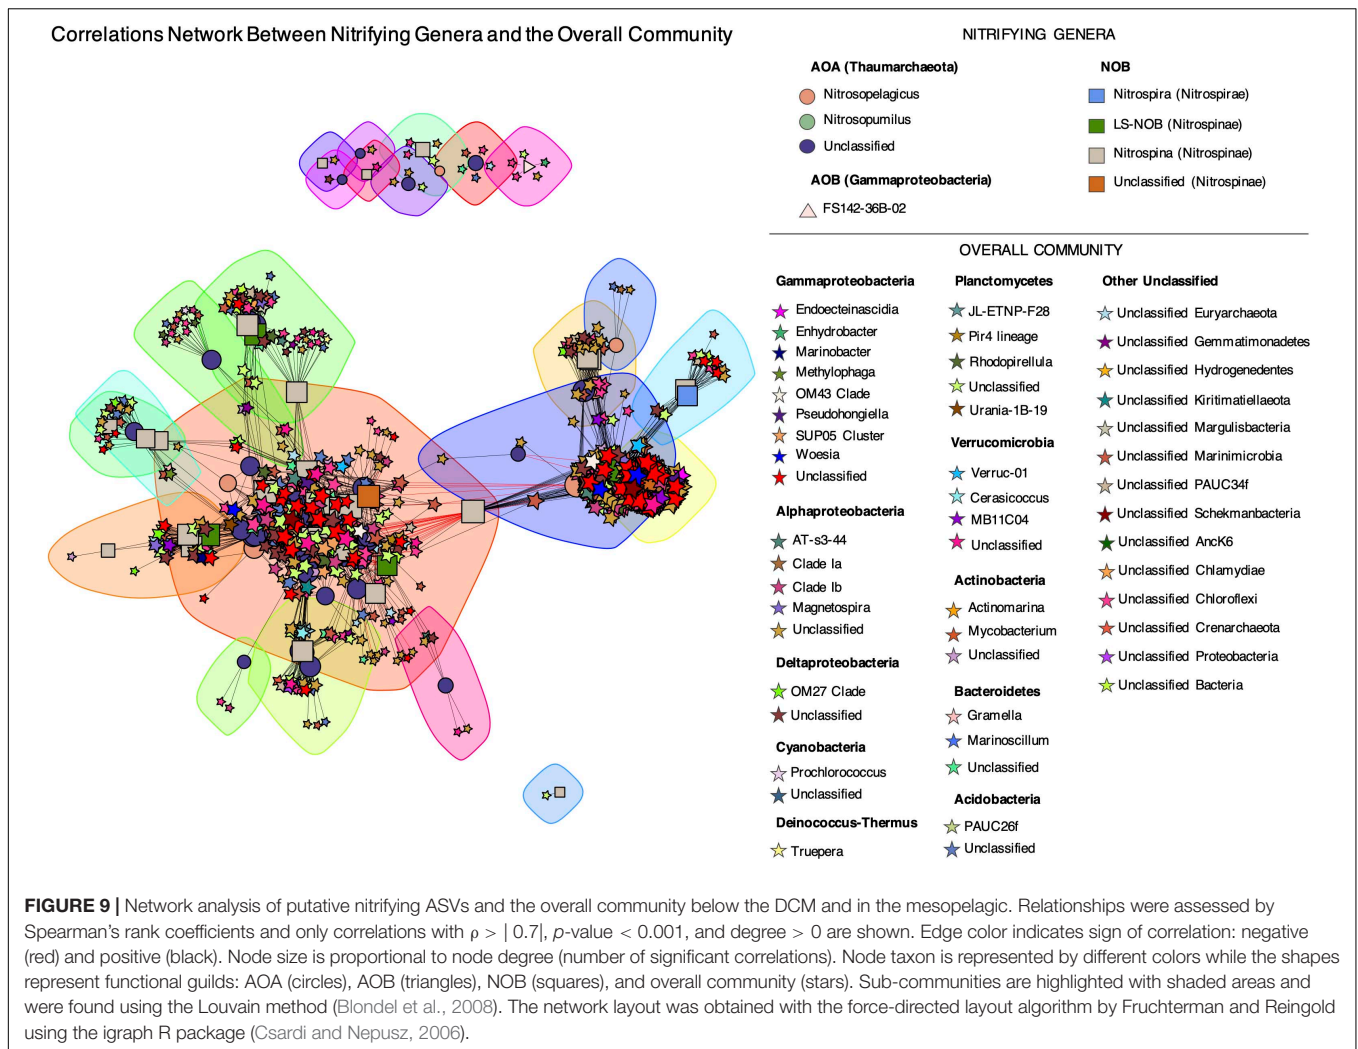 Correlations Network Between Nitrifying Genera and the Overall Community
NITRIFYING GENERA
AOA (Thaumarchaeota)
Nitrosopelagicus
Nitrosopumilus
Unclassified
AOB (Gammaproteobacteria)
FS142-36B-02
NOB
Nitrospira (Nitrospirae)
LS-NOB (Nitrospinae)
Nitrospina (Nitrospinae)
Unclassified (Nitrospinae)
OVERALL COMMUNITY
Gammaproteobacteria
Endoecteinascidia
Enhydrobacter
Marinobacter
Methylophaga
OM43 Clade
Pseudohongiella
SUP05 Cluster
Woesia
Unclassified
Alphaproteobacteria
AT-s3-44
Clade Ia
Clade Ib
Magnetospira
Unclassified
Deltaproteobacteria
OM27 Clade
Unclassified
Cyanobacteria
Prochlorococcus
Unclassified
Deinococcus-Thermus
Truepera
Planctomycetes
JL-ETNP-F28
Pir4 lineage
Rhodopirellula
Unclassified
Urania-1B-19
Verrucomicrobia
Verruc-01
Cerasicoccus
MB11C04
Unclassified
Actinobacteria
Actinomarina
Mycobacterium
Unclassified
Bacteroidetes
Gramella
Marinoscillum
Unclassified
Acidobacteria
PAUC26f
Unclassified
Other Unclassified
Unclassified Euryarchaeota
Unclassified Gemmatimonadetes
Unclassified Hydrogenedentes
Unclassified Kiritimatiellaeota
Unclassified Margulisbacteria
Unclassified Marinimicrobia
Unclassified PAUC34f
Unclassified Schekmanbacteria
Unclassified AncK6
Unclassified Chlamydiae
Unclassified Chloroflexi
Unclassified Crenarchaeota
Unclassified Proteobacteria
Unclassified Bacteria
FIGURE 9 | Network analysis of putative nitrifying ASVs and the overall community below the DCM and in the mesopelagic. Relationships were assessed by
Spearman's rank coefficients and only correlations with ρ > | 0.7|, p-value < 0.001, and degree > 0 are shown. Edge color indicates sign of correlation: negative
(red) and positive (black). Node size is proportional to node degree (number of significant correlations). Node taxon is represented by different colors while the shapes
represent functional guilds: AOA (circles), AOB (triangles), NOB (squares), and overall community (stars). Sub-communities are highlighted with shaded areas and
were found using the Louvain method (Blondel et al., 2008). The network layout was obtained with the force-directed layout algorithm by Fruchterman and Reingold
using the igraph R package (Csardi and Nepusz, 2006).